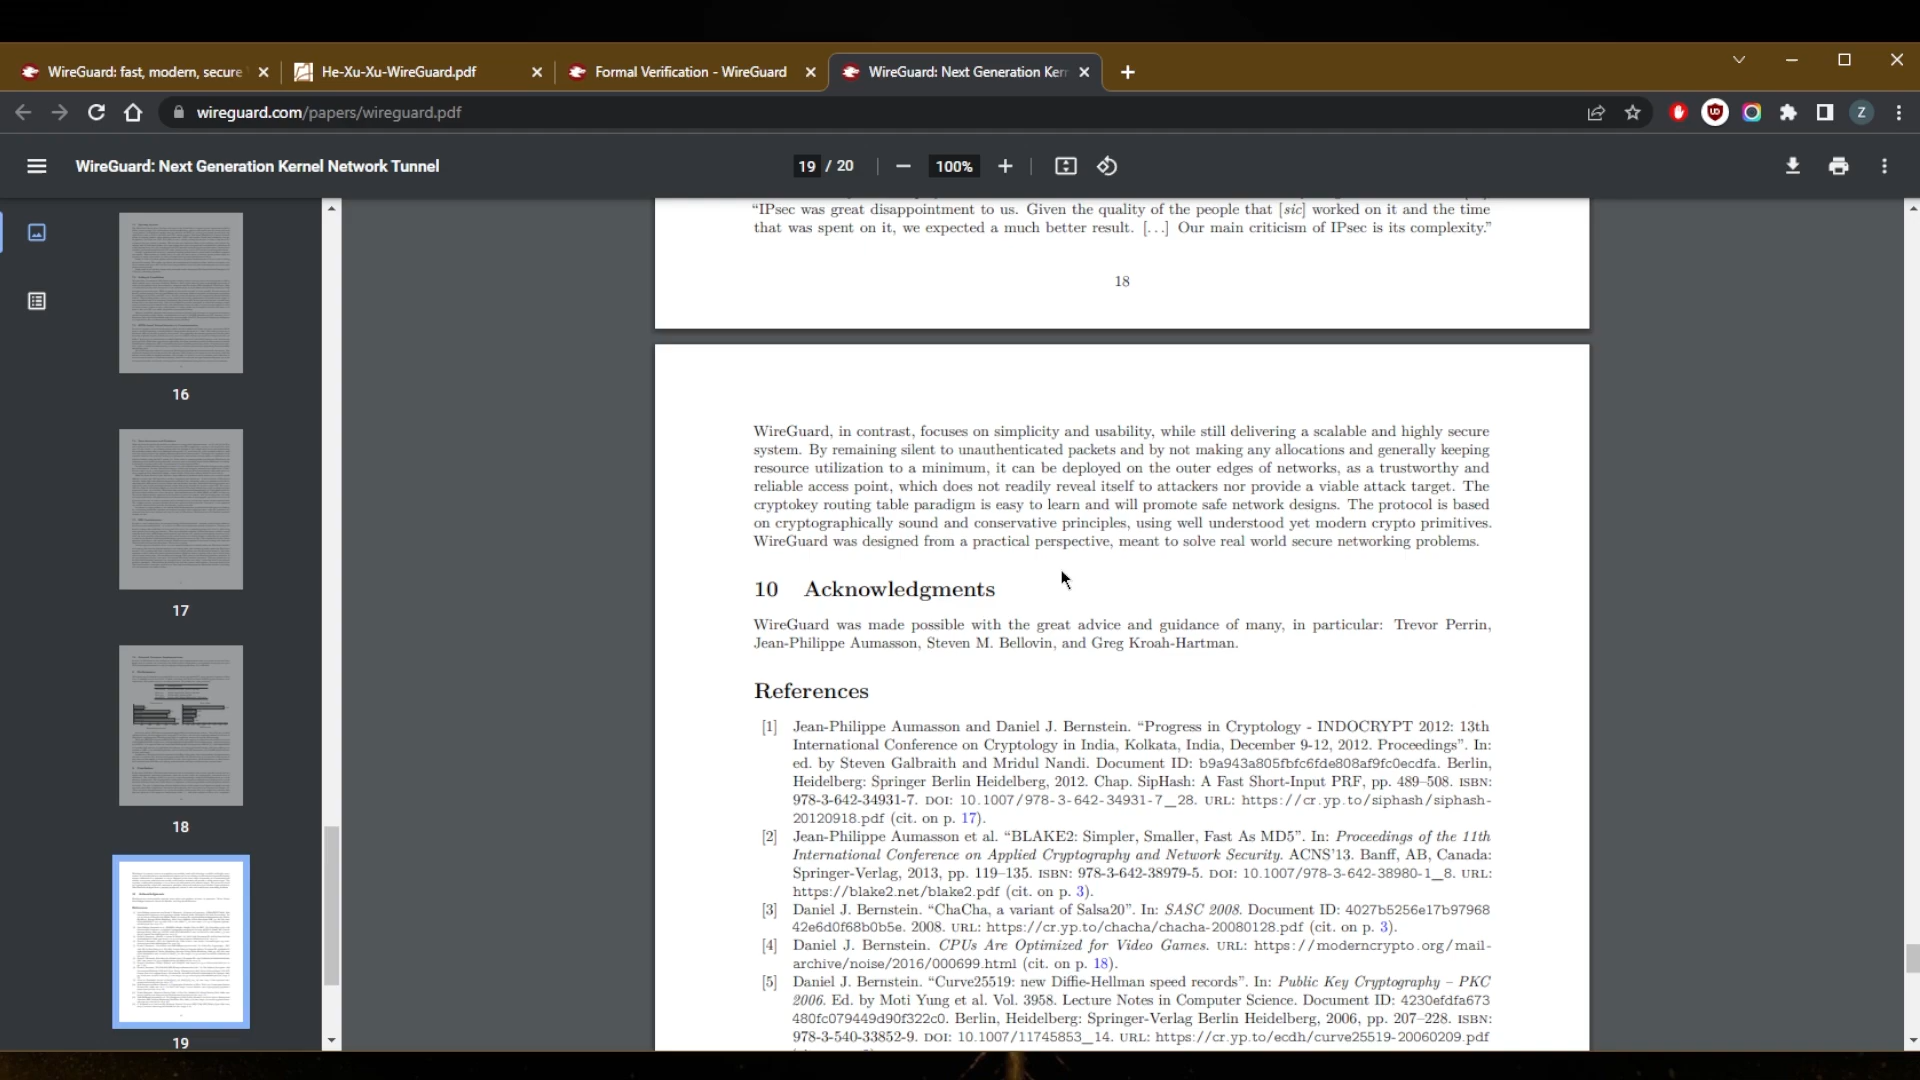 WireGuard: fast, modern, secure
He-Xu-Xu-WireGuard.pdf
Formal Verification - WireGuard
WireGuard: Next Generation Ker
wireguard.com/papers/wireguard.pdf
Z
WireGuard: Next Generation Kernel Network Tunnel
19 / 20
100%
16
17
18
19
“IPsec was great disappointment to us. Given the quality of the people that [sic] worked on it and the time
that was spent on it, we expected a much better result. [...] Our main criticism of IPsec is its complexity.”
18
WireGuard, in contrast, focuses on simplicity and usability, while still delivering a scalable and highly secure
system. By remaining silent to unauthenticated packets and by not making any allocations and generally keeping
resource utilization to a minimum, it can be deployed on the outer edges of networks, as a trustworthy and
reliable access point, which does not readily reveal itself to attackers nor provide a viable attack target. The
cryptokey routing table paradigm is easy to learn and will promote safe network designs. The protocol is based
on cryptographically sound and conservative principles, using well understood yet modern crypto primitives.
WireGuard was designed from a practical perspective, meant to solve real world secure networking problems.
10 Acknowledgments
WireGuard was made possible with the great advice and guidance of many, in particular: Trevor Perrin,
Jean-Philippe Aumasson, Steven M. Bellovin, and Greg Kroah-Hartman.
References
[1] Jean-Philippe Aumasson and Daniel J. Bernstein. “Progress in Cryptology - INDOCRYPT 2012: 13th
International Conference on Cryptology in India, Kolkata, India, December 9-12, 2012. Proceedings”. In:
ed. by Steven Galbraith and Mridul Nandi. Document ID: b9a943a805fbfc6fde808af9fc0ecdfa. Berlin,
Heidelberg: Springer Berlin Heidelberg, 2012. Chap. SipHash: A Fast Short-Input PRF, pp. 489–508. ISBN:
978-3-642-34931-7. DOI: 10.1007/978-3-642-34931-7_28. URL: https://cr.yp.to/siphash/siphash-
20120918.pdf (cit. on p. 17).
[2] Jean-Philippe Aumasson et al. “BLAKE2: Simpler, Smaller, Fast As MD5”. In: Proceedings of the 11th
International Conference on Applied Cryptography and Network Security. ACNS’13. Banff, AB, Canada:
Springer-Verlag, 2013, pp. 119–135. ISBN: 978-3-642-38979-5. DOI: 10.1007/978-3-642-38980-1_8. URL:
https://blake2.net/blake2.pdf (cit. on p. 3).
[3] Daniel J. Bernstein. “ChaCha, a variant of Salsa20”. In: SASC 2008. Document ID: 4027b5256e17b97968
42e6d0f68b0b5e. 2008. URL: https://cr.yp.to/chacha/chacha-20080128.pdf (cit. on p. 3).
[4] Daniel J. Bernstein. CPUs Are Optimized for Video Games. URL: https://moderncrypto.org/mail-
archive/noise/2016/000699.html (cit. on p. 18).
[5] Daniel J. Bernstein. “Curve25519: new Diffie-Hellman speed records”. In: Public Key Cryptography – PKC
2006. Ed. by Moti Yung et al. Vol. 3958. Lecture Notes in Computer Science. Document ID: 4230efdfa673
480fc079449d90f322c0. Berlin, Heidelberg: Springer-Verlag Berlin Heidelberg, 2006, pp. 207–228. ISBN:
978-3-540-33852-9. DOI: 10.1007/11745853_14. URL: https://cr.yp.to/ecdh/curve25519-20060209.pdf